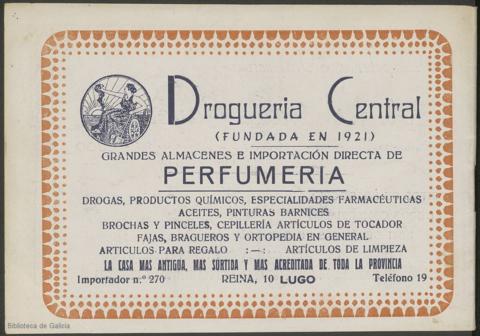 Drogueria Central
(FUNDADA EN 1921)
GRANDES ALMACENES E IMPORTACIÓN DIRECTA DE
PERFUMERIA
DROGAS, PRODUCTOS QUÍMICOS, ESPECIALIDADES FARMACÉUTICAS
ACEITES, PINTURAS BARNICES
BROCHAS Y PINCELES, CEPILLERÍA ARTÍCULOS DE TOCADOR
FAJAS, BRAGUEROS Y ORTOPEDIA EN GENERAL
ARTICULOS PARA REGALO :—: ARTÍCULOS DE LIMPIEZA
LA CASA MAS ANTIGUA, MAS SÚRTIDA Y MAS ACREDITADA DE TODA LA PROVINCIA
Importador n.º 270 REINA, 10 LUGO Teléfono 19
Biblioteca de Galicia